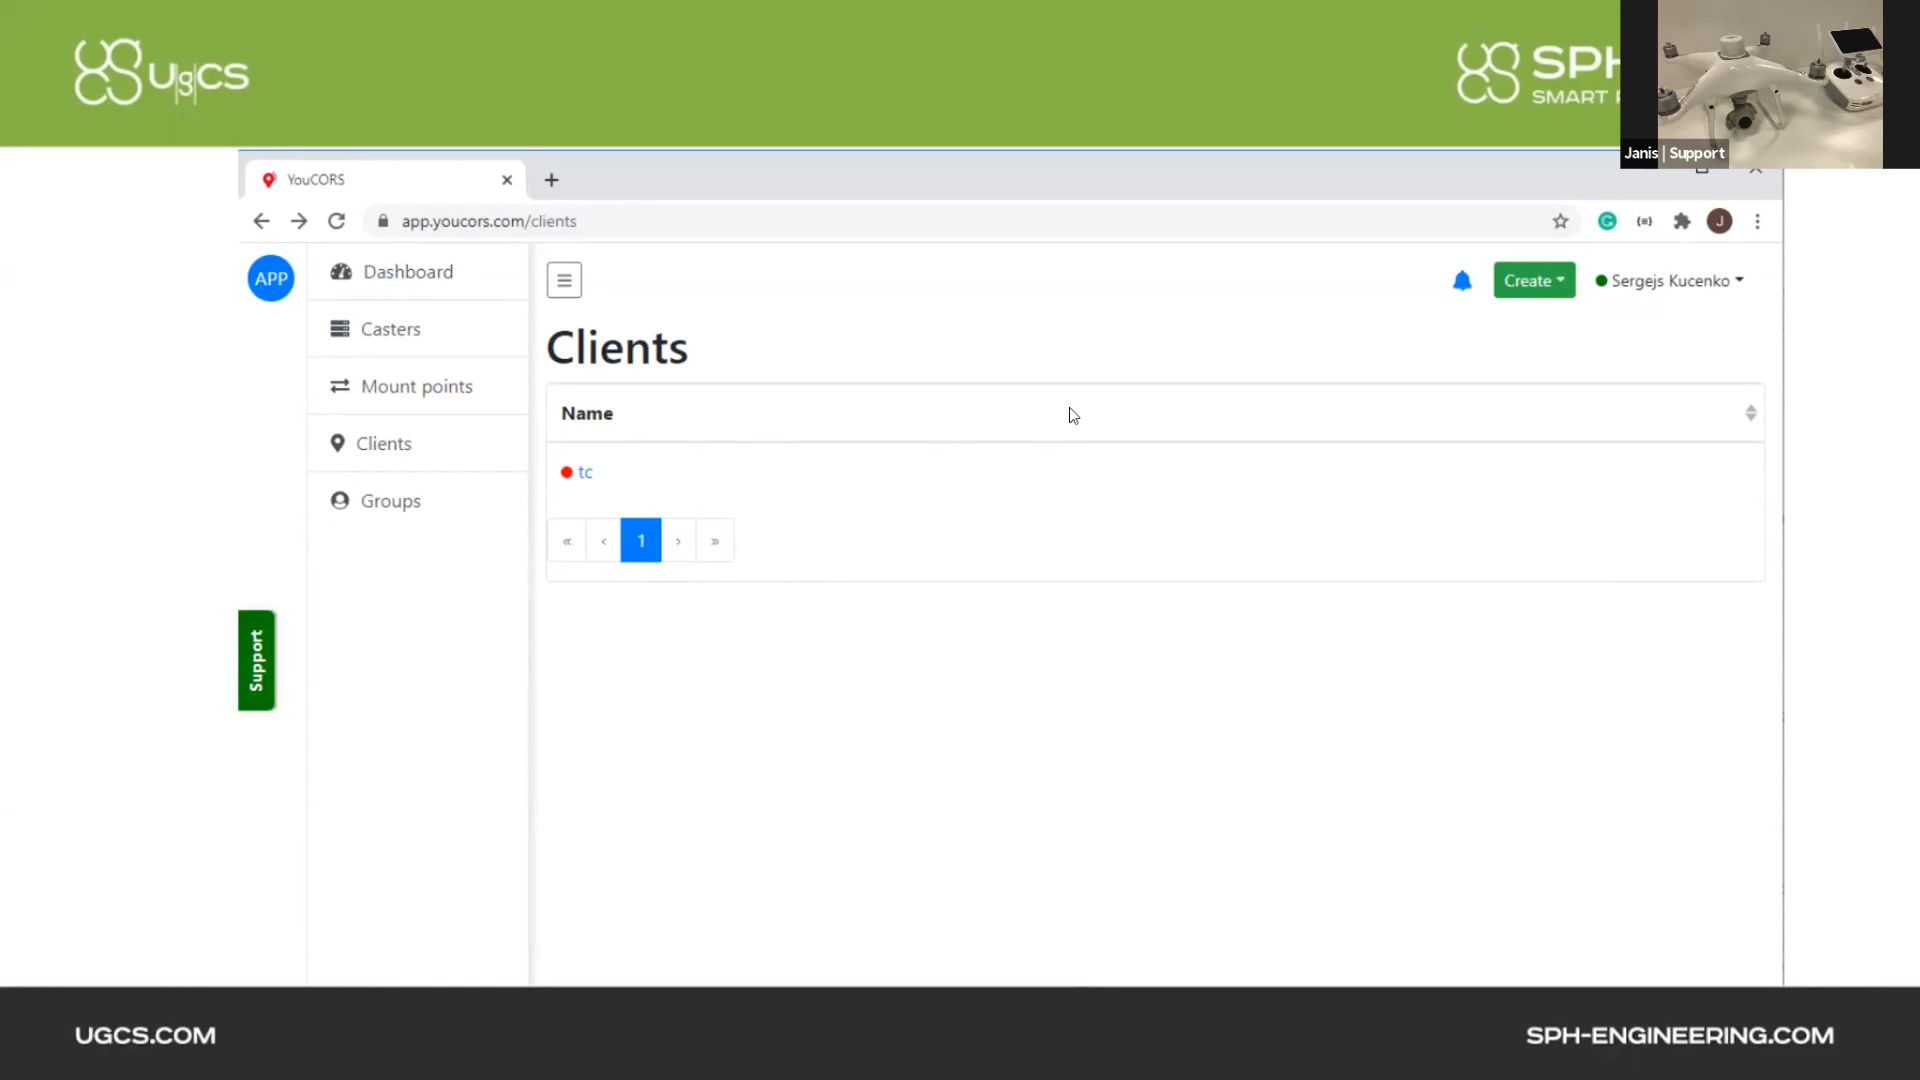 UgCS
SPH
SMART
Janis | Support
YouCORS
app.youcors.com/clients
J
APP
Dashboard
Create
Sergejs Kucenko
Casters
Clients
Mount points
Name
Clients
tc
Groups
« ‹ 1 › »
Support
UGCS.COM
SPH-ENGINEERING.COM